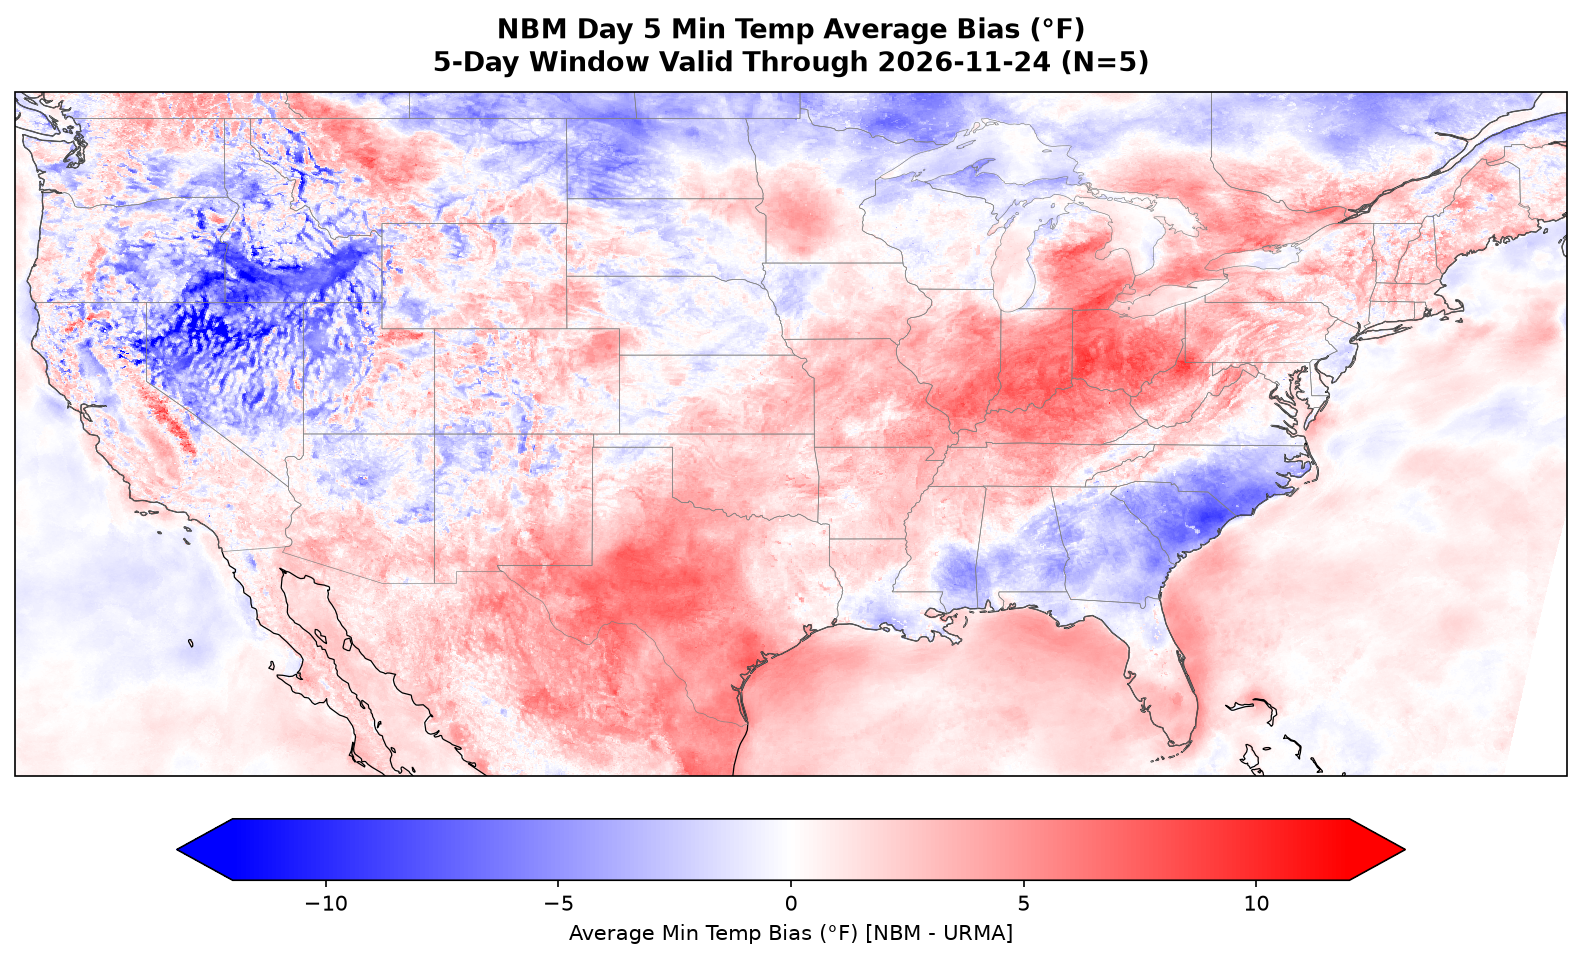 NBM Day 5 Min Temp Average Bias (°F)
5-Day Window Valid Through 2026-11-24 (N=5)
−10 −5 0 5 10
Average Min Temp Bias (°F) [NBM - URMA]